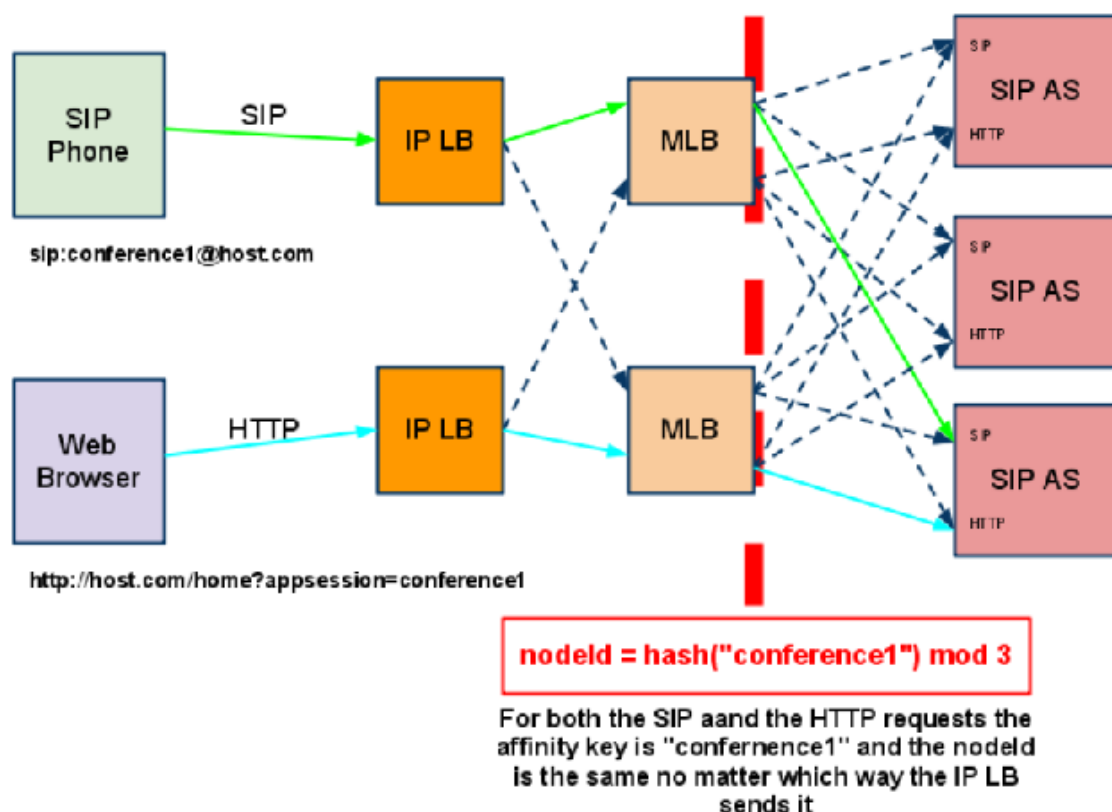 SIP
Phone
SIP
IP LB
MLB
SIP
SIP AS
HTTP
sip:conference1@host.com
SIP
SIP AS
HTTP
Web
Browser
HTTP
IP LB
MLB
SIP
SIP AS
HTTP
http://host.com/home?appsession=conference1
nodeId = hash("conference1") mod 3
For both the SIP aand the HTTP requests the
affinity key is "confernence1" and the nodeId
is the same no matter which way the IP LB
sends it